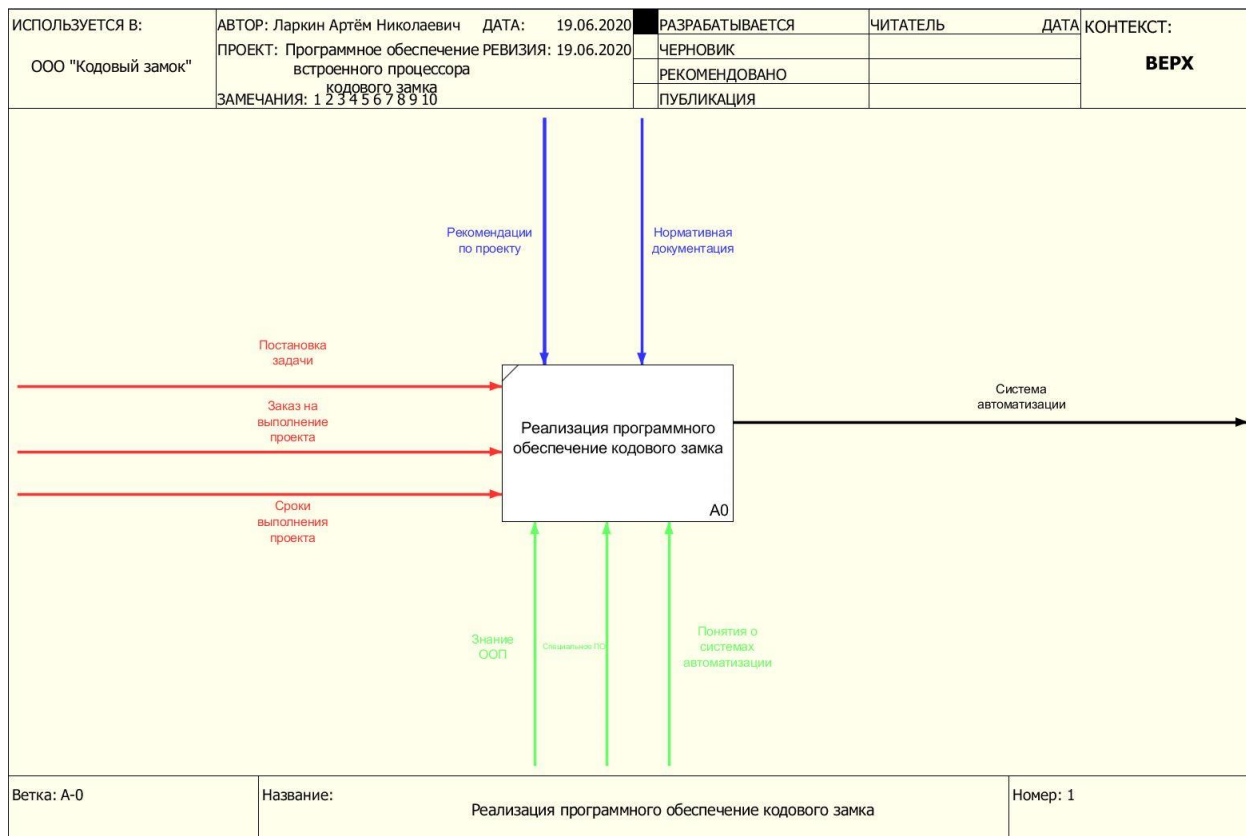 ИСПОЛЬЗУЕТСЯ В:
ООО "Кодовый замок"
АВТОР: Ларкин Артём Николаевич
ДАТА: 19.06.2020
ПРОЕКТ: Программное обеспечение
встроенного процессора
кодового замка
РЕВИЗИЯ: 19.06.2020
ЗАМЕЧАНИЯ: 1 2 3 4 5 6 7 8 9 10
РАЗРАБАТЫВАЕТСЯ
ЧЕРНОВИК
РЕКОМЕНДОВАНО
ПУБЛИКАЦИЯ
ЧИТАТЕЛЬ
ДАТА
КОНТЕКСТ:
ВЕРХ
Рекомендации
по проекту
Нормативная
документация
Постановка
задачи
Заказ на
выполнение
проекта
Сроки
выполнения
проекта
Реализация программного
обеспечение кодового замка
A0
Система
автоматизации
Знание
ООП
Специальное ПО
Понятия о
системах
автоматизации
Ветка: A-0
Название:
Реализация программного обеспечение кодового замка
Номер: 1